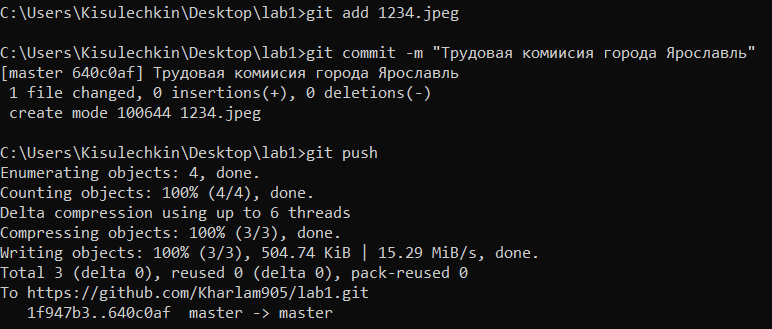 C:\Users\Kisulechkin\Desktop\lab1>git add 1234.jpeg
C:\Users\Kisulechkin\Desktop\lab1>git commit -m "Трудовая комиисия города Ярославль"
[master 640c0af] Трудовая комиисия города Ярославль
1 file changed, 0 insertions(+), 0 deletions(-)
create mode 100644 1234.jpeg
C:\Users\Kisulechkin\Desktop\lab1>git push
Enumerating objects: 4, done.
Counting objects: 100% (4/4), done.
Delta compression using up to 6 threads
Compressing objects: 100% (3/3), done.
Writing objects: 100% (3/3), 504.74 KiB | 15.29 MiB/s, done.
Total 3 (delta 0), reused 0 (delta 0), pack-reused 0
To https://github.com/Kharlam905/lab1.git
1f947b3..640c0af  master -> master